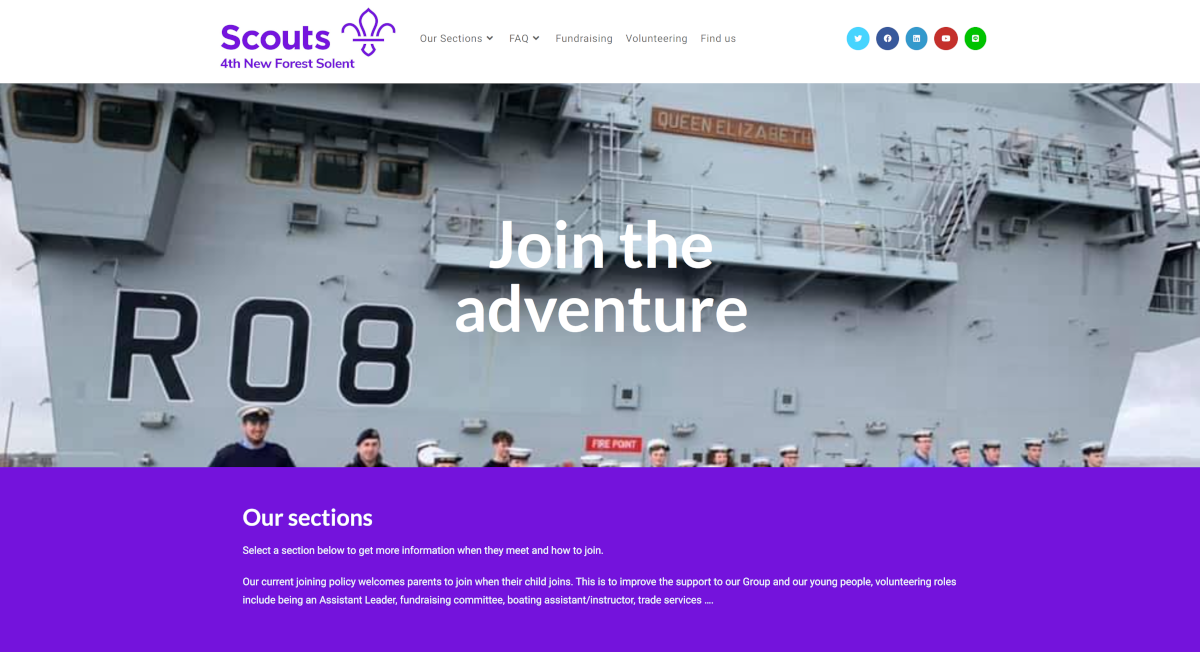 Scouts
4th New Forest Solent
Our Sections
FAQ
Fundraising
Volunteering
Find us
QUEEN ELIZABETH
Join the
adventure
R08
FIRE POINT
Our sections
Select a section below to get more information when they meet and how to join.
Our current joining policy welcomes parents to join when their child joins. This is to improve the support to our Group and our young people, volunteering roles
include being an Assistant Leader, fundraising committee, boating assistant/instructor, trade services ....